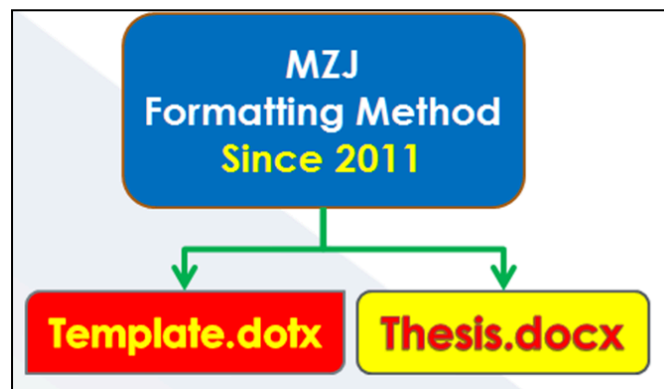 MZJ
Formatting Method
Since 2011
Template.dotx
Thesis.docx